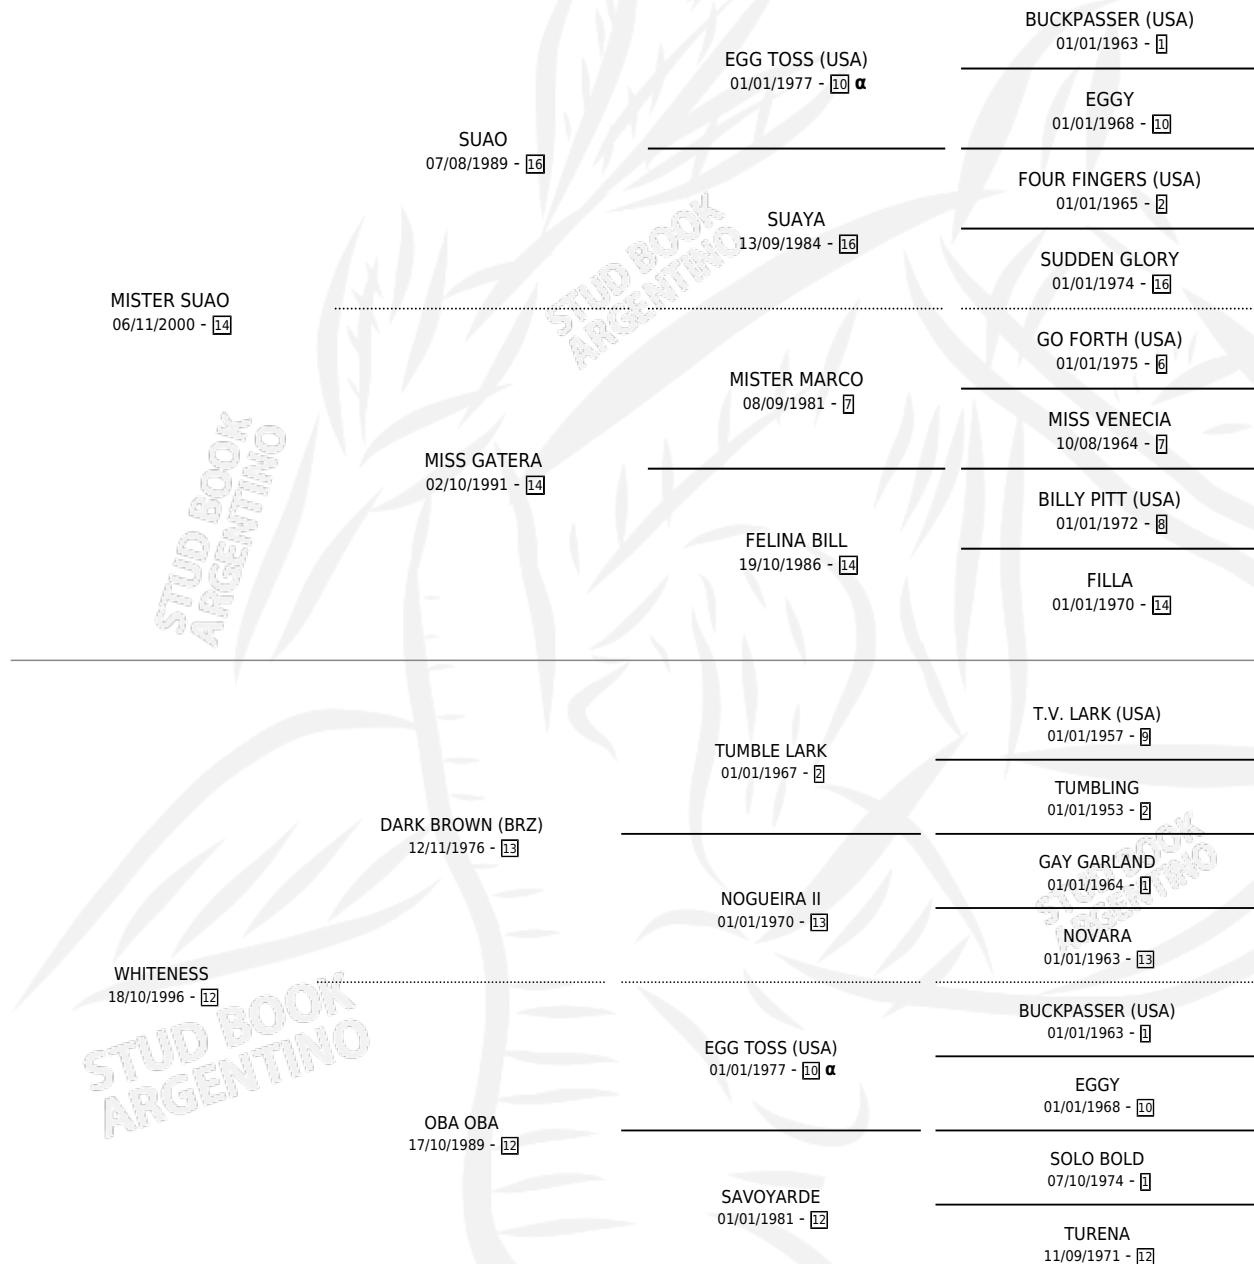 BUCKPASSER (USA)
01/01/1963 - 1
EGG TOSS (USA)
01/01/1977 - 10 α
EGGY
01/01/1968 - 10
SUAO
07/08/1989 - 16
FOUR FINGERS (USA)
01/01/1965 - 2
SUAYA
13/09/1984 - 16
SUDDEN GLORY
01/01/1974 - 16
MISTER SUAO
06/11/2000 - 14
STUD BOOK
ARGENTINO
GO FORTH (USA)
01/01/1975 - 6
MISTER MARCO
08/09/1981 - 7
MISS VENECIA
10/08/1964 - 7
MISS GATERA
02/10/1991 - 14
STUD BOOK
ARGENTINO
BILLY PITT (USA)
01/01/1972 - 8
FELINA BILL
19/10/1986 - 14
FILLA
01/01/1970 - 14
T.V. LARK (USA)
01/01/1957 - 9
TUMBLE LARK
01/01/1967 - 2
TUMBLING
01/01/1953 - 2
DARK BROWN (BRZ)
12/11/1976 - 13
GAY GARLAND
01/01/1964 - 1
STUD BOOK
ARGENTINO
NOGUEIRA II
01/01/1970 - 13
NOVARA
01/01/1963 - 13
WHITENESS
18/10/1996 - 12
STUD BOOK
ARGENTINO
BUCKPASSER (USA)
01/01/1963 - 1
EGG TOSS (USA)
01/01/1977 - 10 α
EGGY
01/01/1968 - 10
OBA OBA
17/10/1989 - 12
SOLO BOLD
07/10/1974 - 1
SAVOYARDE
01/01/1981 - 12
TURENA
11/09/1971 - 12